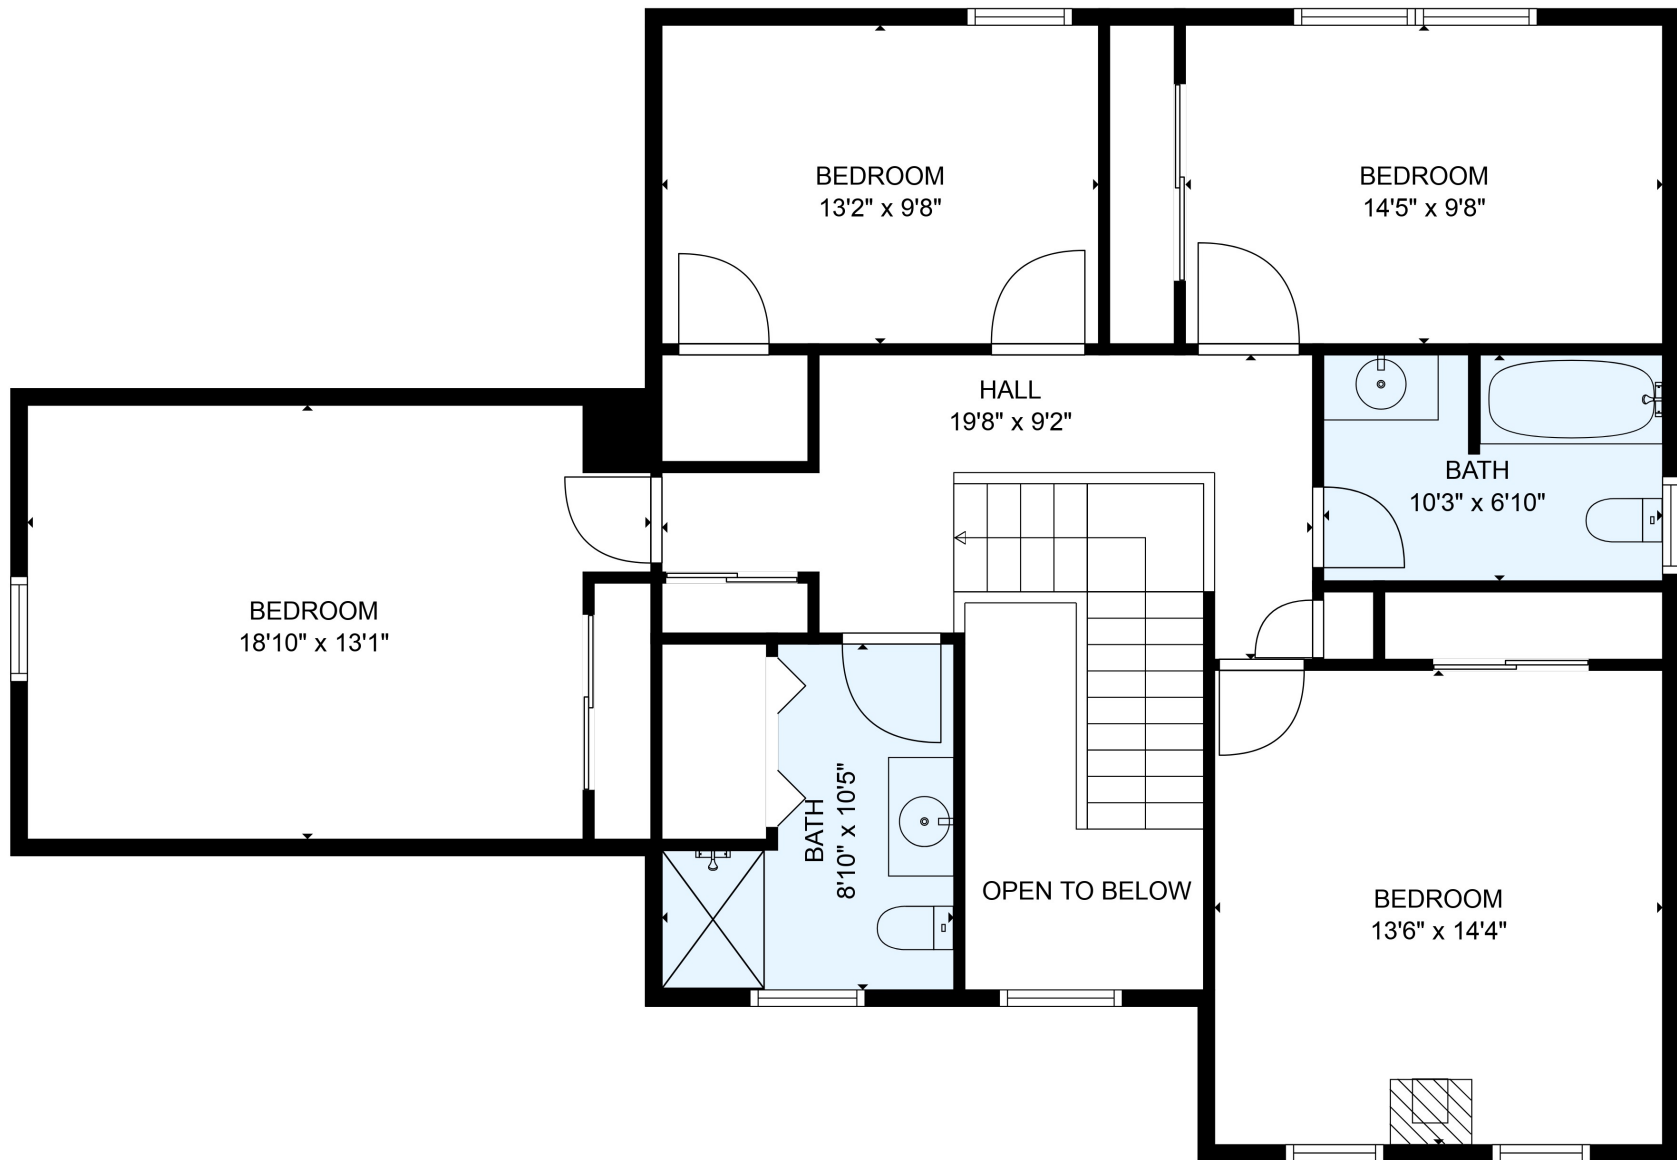 BEDROOM
13'2" x 9'8"
BEDROOM
14'5" x 9'8"
HALL
19'8" x 9'2"
BATH
10'3" x 6'10"
BEDROOM
18'10" x 13'1"
BATH
8'10" x 10'5"
OPEN TO BELOW
BEDROOM
13'6" x 14'4"